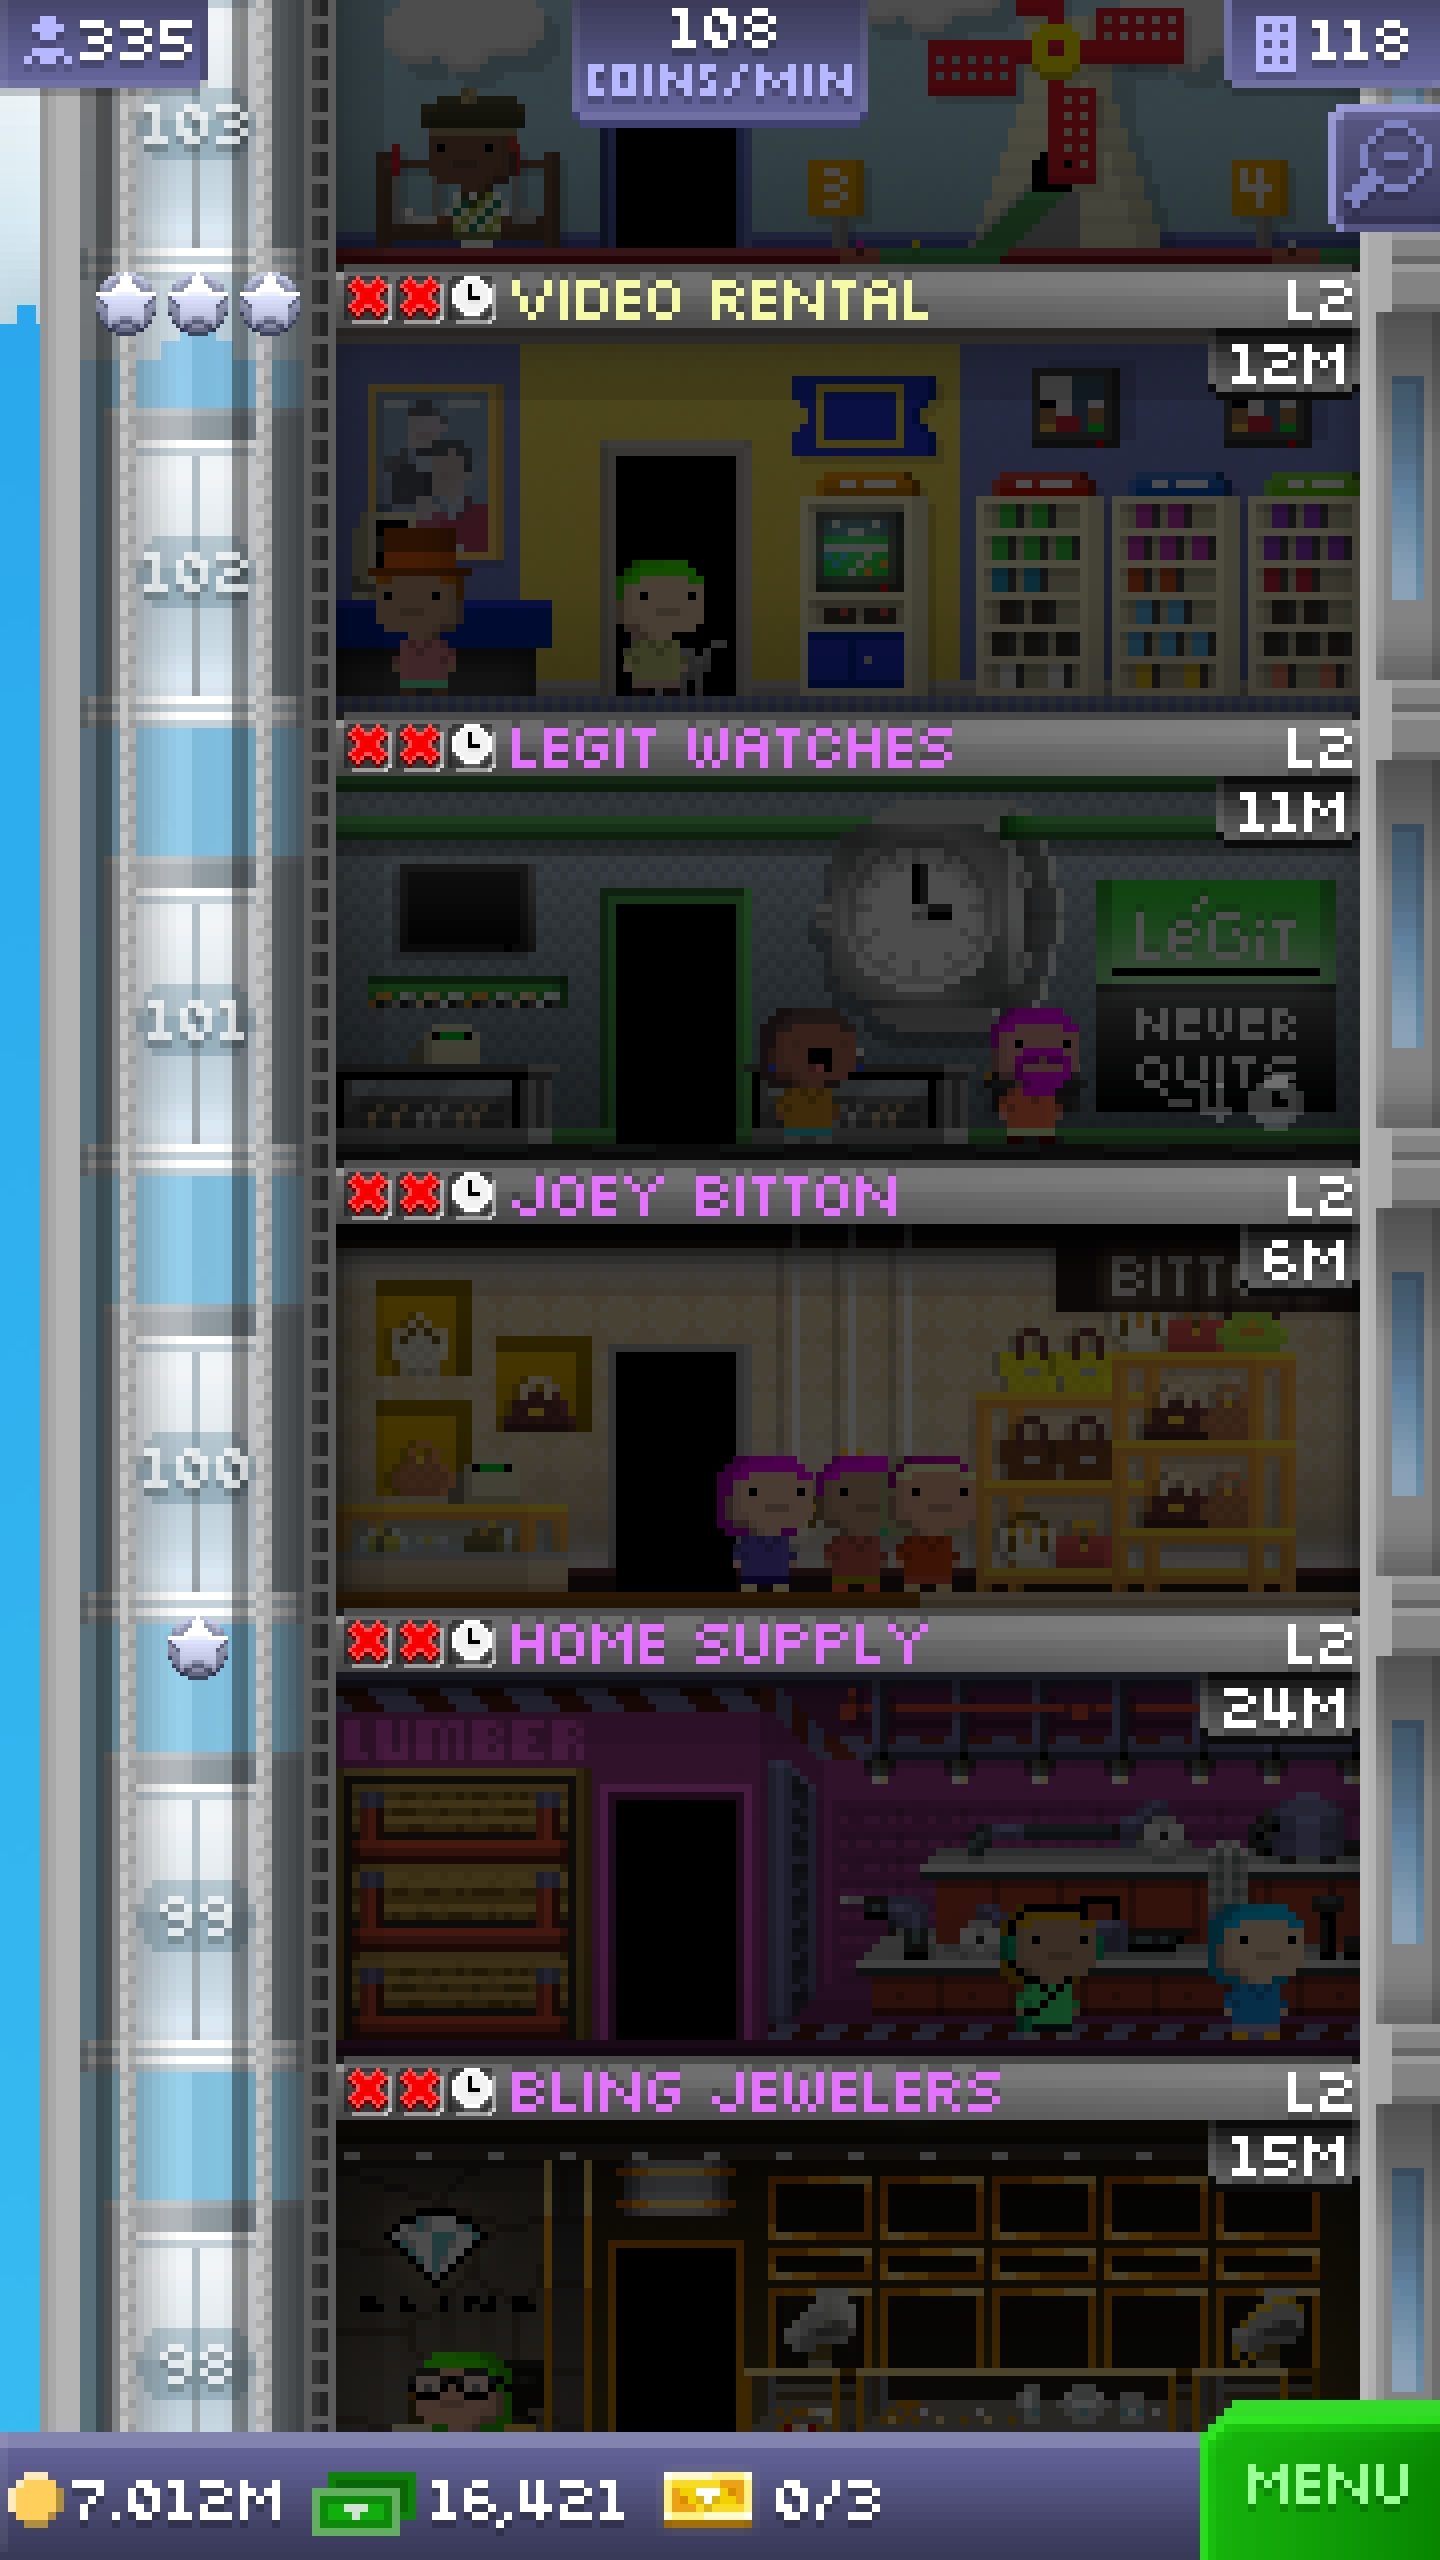 335
108
COINS/MIN
118
103
3
4
VIDEO RENTAL
L2
12M
102
LEGIT WATCHES
L2
11M
LéGiT
NEVER
QUITS
101
JOEY BITTON
L2
BITT
6M
100
HOME SUPPLY
L2
24M
LUMBER
99
BLING JEWELERS
L2
15M
BLING
98
7.012M
16,421
0/3
MENU